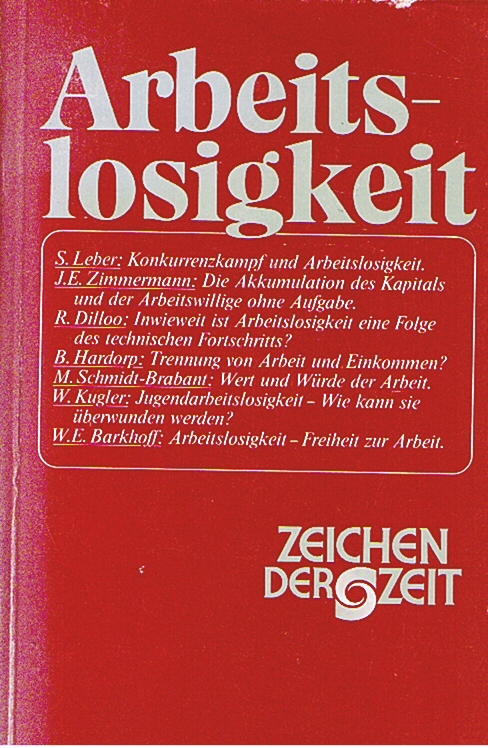 Arbeits-
losigkeit
S. Leber: Konkurrenzkampf und Arbeitslosigkeit.
J.E. Zimmermann: Die Akkumulation des Kapitals
und der Arbeitswillige ohne Aufgabe.
R. Dilloo: Inwieweit ist Arbeitslosigkeit eine Folge
des technischen Fortschritts?
B. Hardorp: Trennung von Arbeit und Einkommen?
M. Schmidt-Brabant: Wert und Würde der Arbeit.
W. Kugler: Jugendarbeitslosigkeit – Wie kann sie
überwunden werden?
W.E. Barkhoff: Arbeitslosigkeit – Freiheit zur Arbeit.
ZEICHEN
DER ZEIT